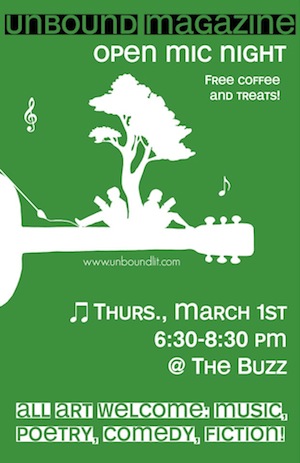 unbound magazine
open mic night
Free coffee
and treats!
www.unboundlit.com
Thurs., March 1st
6:30-8:30 pm
@ The Buzz
all art welcome: music,
poetry, comedy, fiction!